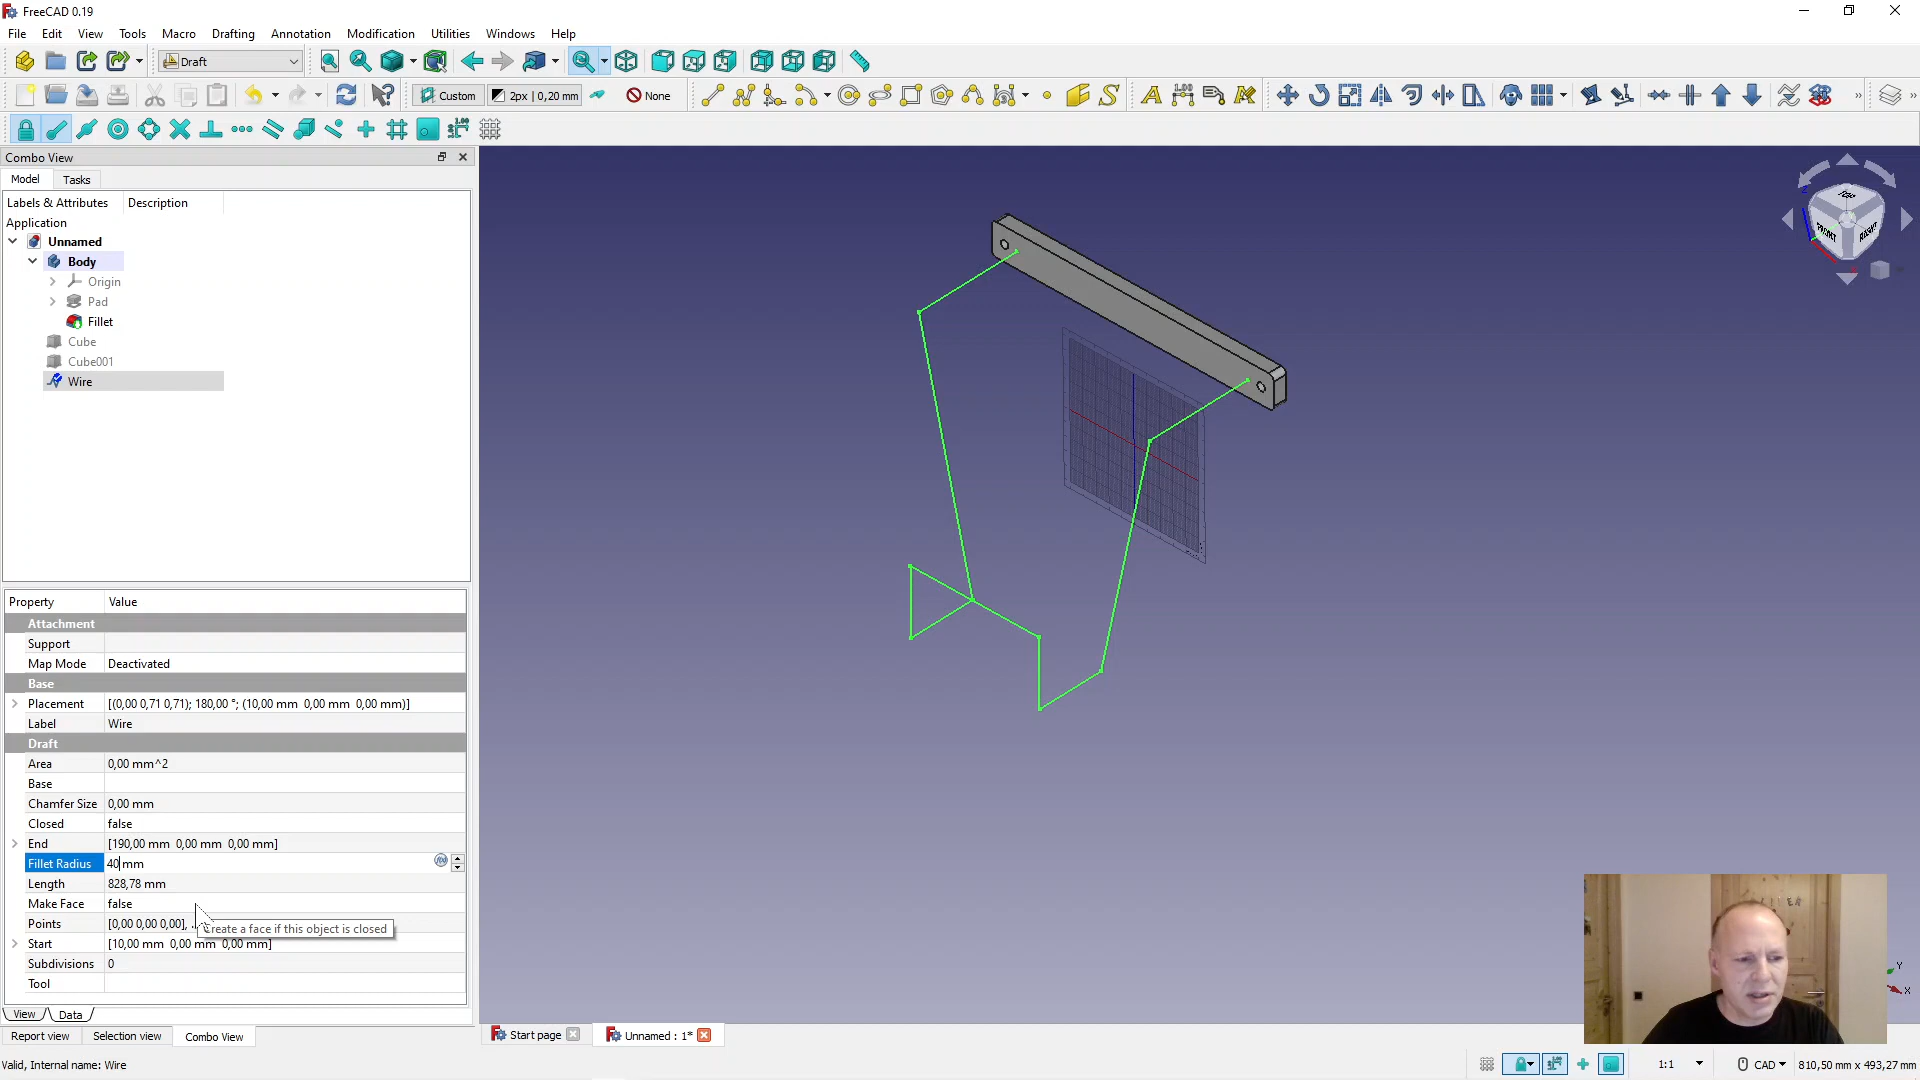 FreeCAD 0.19
File Edit View Tools Macro Drafting Annotation Modification Utilities Windows Help
Draft
Custom 2px | 0,20 mm None
Combo View
Model Tasks
Labels & Attributes Description
Application
Unnamed
Body
Origin
Pad
Fillet
Cube
Cube001
Wire
Property Value
Attachment
Support
Map Mode Deactivated
Base
Placement [(0,00 0,71 0,71); 180,00 °; (10,00 mm 0,00 mm 0,00 mm)]
Label Wire
Draft
Area 0,00 mm^2
Base
Chamfer Size 0,00 mm
Closed false
End [190,00 mm 0,00 mm 0,00 mm]
Fillet Radius 40 mm
Length 828,78 mm
Make Face false
Points [0,00 0,00 0,00],
Create a face if this object is closed
Start [10,00 mm 0,00 mm 0,00 mm]
Subdivisions 0
Tool
View Data
Report view Selection view Combo View
Start page Unnamed : 1*
Valid, Internal name: Wire
1:1 CAD 810,50 mm x 493,27 mm
TOP
FRONT
RIGHT
Z
Y
X